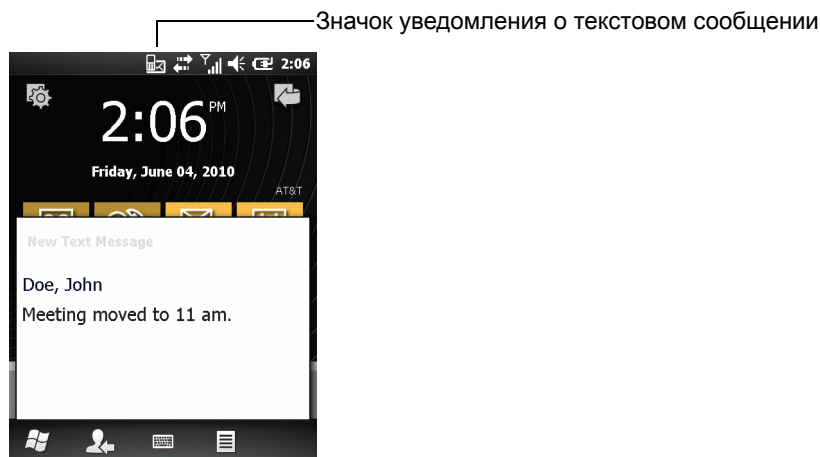 Значок уведомления о текстовом сообщении
2:06
2:06 PM
Friday, June 04, 2010
AT&T
New Text Message
Doe, John
Meeting moved to 11 am.